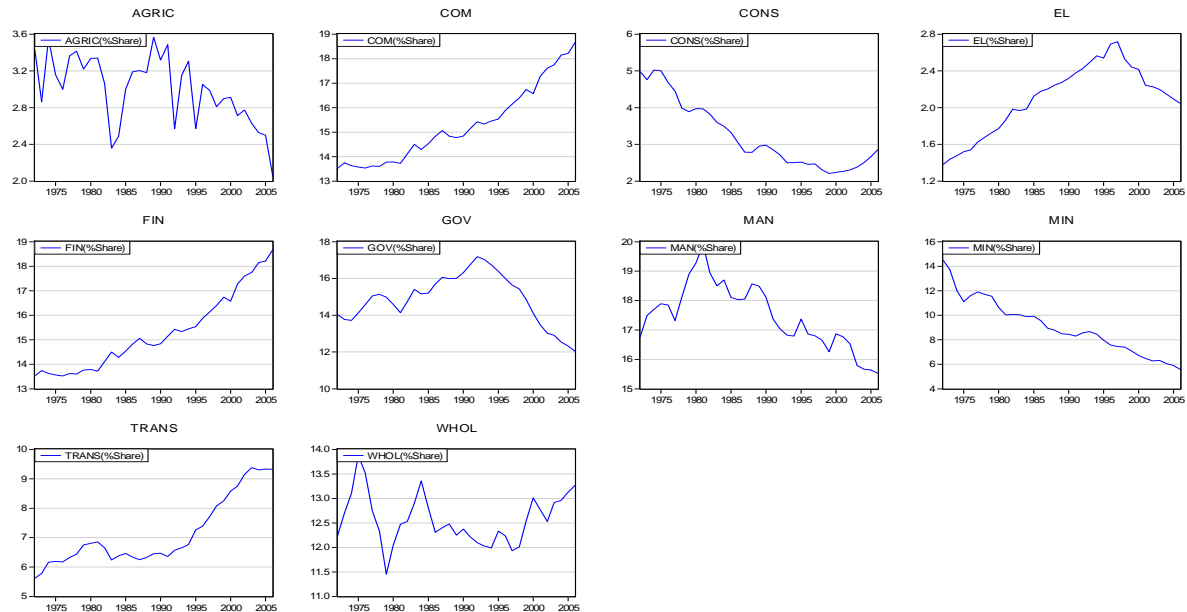 AGRIC
AGRIC(%Share)
3.6
3.2
2.8
2.4
2.0
1975 1980 1985 1990 1995 2000 2005
COM
COM(%Share)
19
18
17
16
15
14
13
1975 1980 1985 1990 1995 2000 2005
CONS
CONS(%Share)
6
5
4
3
2
1975 1980 1985 1990 1995 2000 2005
EL
EL(%Share)
2.8
2.4
2.0
1.6
1.2
1975 1980 1985 1990 1995 2000 2005
FIN
FIN(%Share)
19
18
17
16
15
14
13
1975 1980 1985 1990 1995 2000 2005
GOV
GOV(%Share)
18
16
14
12
10
1975 1980 1985 1990 1995 2000 2005
MAN
MAN(%Share)
20
19
18
17
16
15
1975 1980 1985 1990 1995 2000 2005
MIN
MIN(%Share)
16
14
12
10
8
6
4
1975 1980 1985 1990 1995 2000 2005
TRANS
TRANS(%Share)
10
9
8
7
6
5
1975 1980 1985 1990 1995 2000 2005
WHOL
WHOL(%Share)
14.0
13.5
13.0
12.5
12.0
11.5
11.0
1975 1980 1985 1990 1995 2000 2005